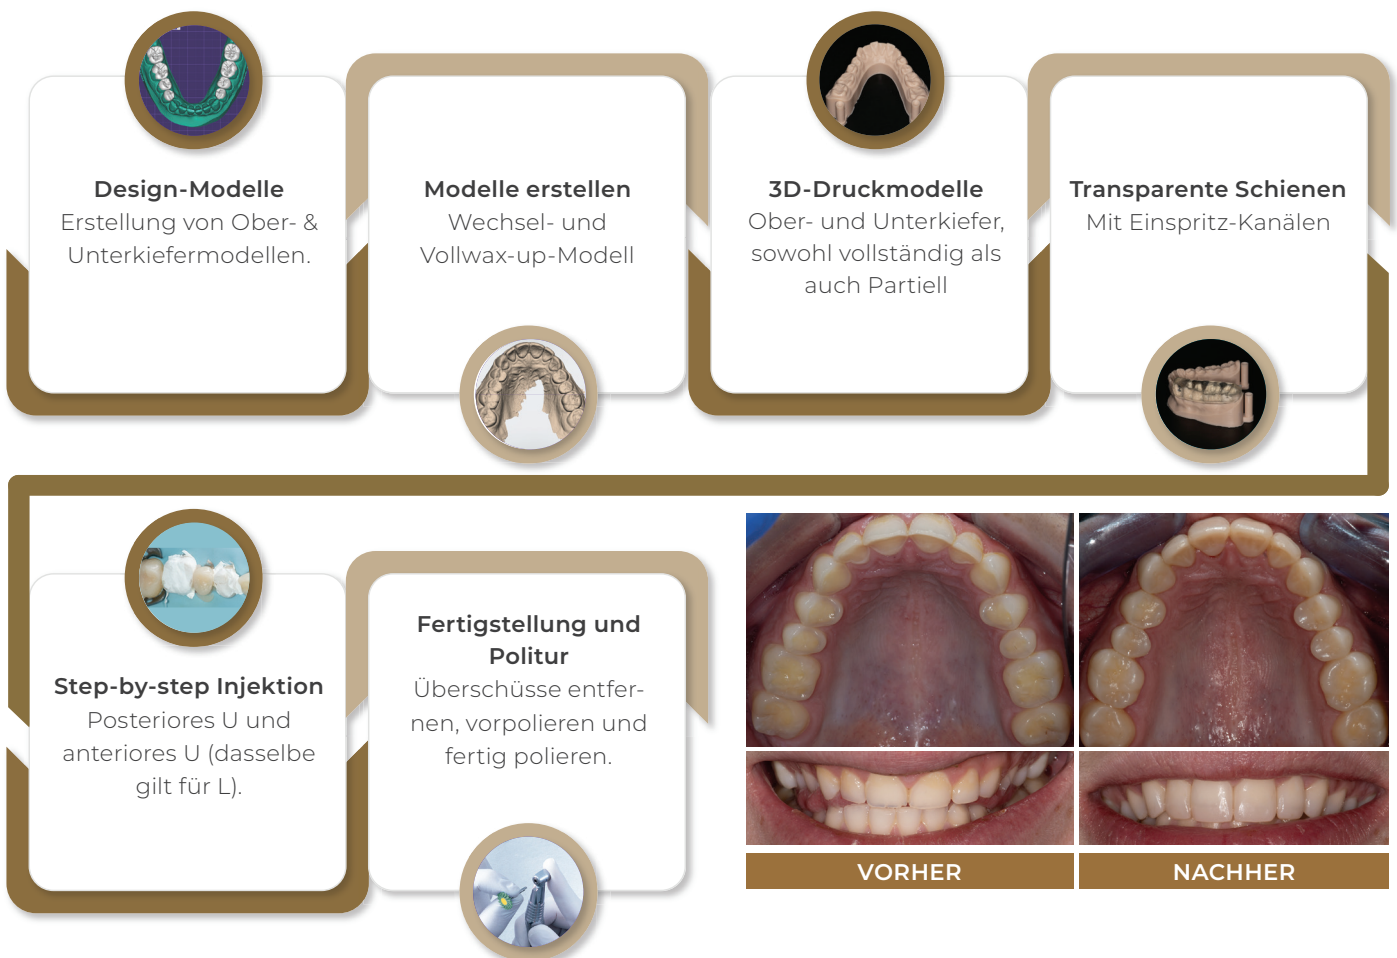 Design-Modelle
Erstellung von Ober- &
Unterkiefermodellen.
Modelle erstellen
Wechsel- und
Vollwax-up-Modell
3D-Druckmodelle
Ober- und Unterkiefer,
sowohl vollständig als
auch Partiell
Transparente Schienen
Mit Einspritz-Kanälen
Step-by-step Injektion
Posteriores U und
anteriores U (dasselbe
gilt für L).
Fertigstellung und
Politur
Überschüsse entfer-
nen, vorpolieren und
fertig polieren.
VORHER
NACHHER